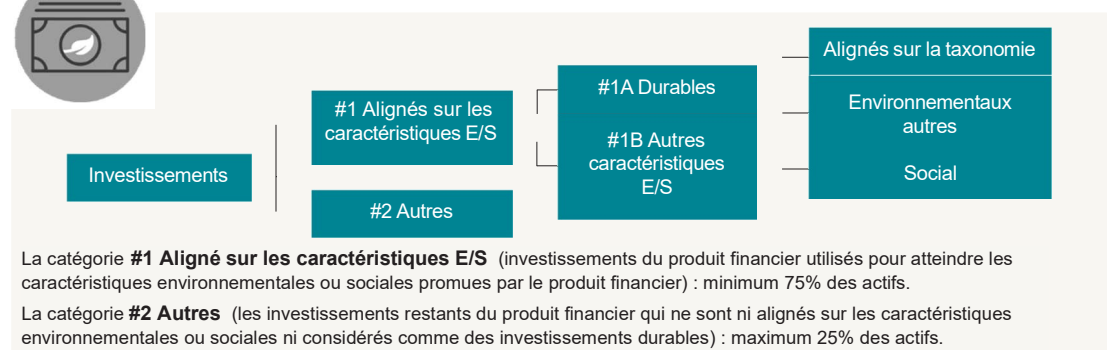 Alignés sur la taxonomie
#1A Durables
#1 Alignés sur les
caractéristiques E/S
Environnementaux
autres
#1B Autres
caractéristiques
E/S
Investissements
Social
#2 Autres
La catégorie #1 Aligné sur les caractéristiques E/S (investissements du produit financier utilisés pour atteindre les
caractéristiques environnementales ou sociales promues par le produit financier) : minimum 75% des actifs.
La catégorie #2 Autres (les investissements restants du produit financier qui ne sont ni alignés sur les caractéristiques
environnementales ou sociales ni considérés comme des investissements durables) : maximum 25% des actifs.